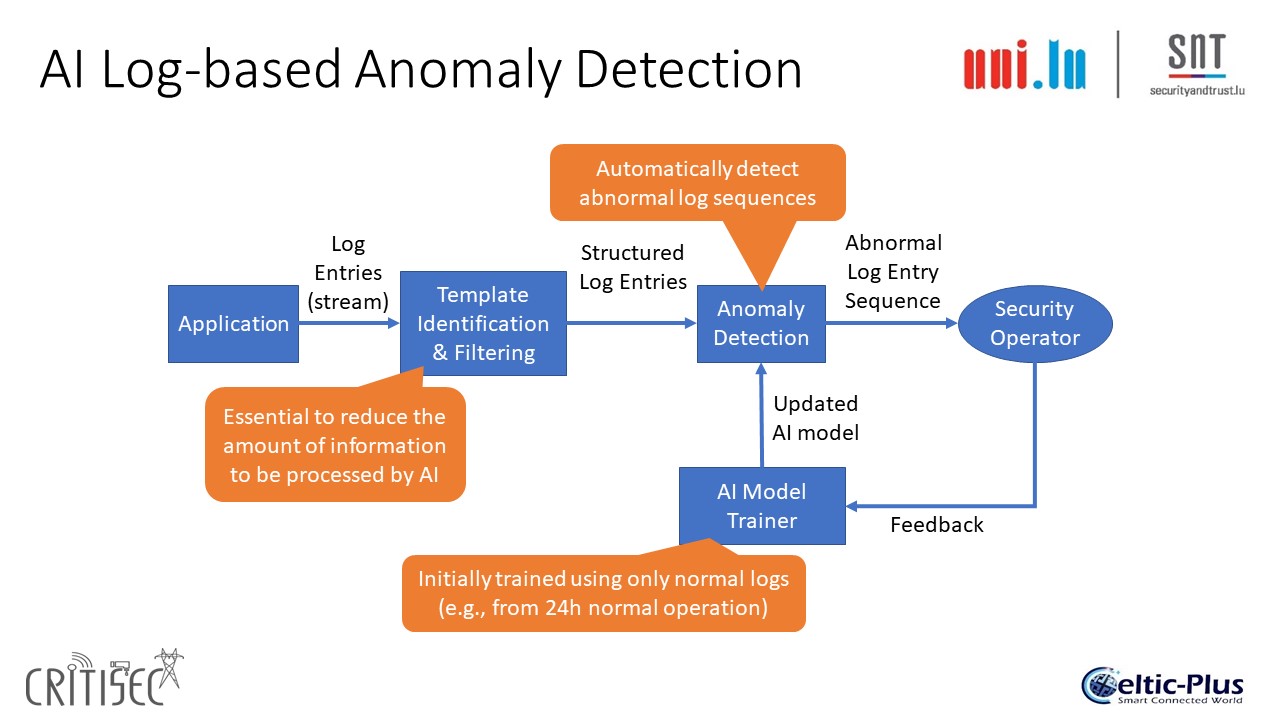 AI Log-based Anomaly Detection
uni.lu
SNT
securityandtrust.lu
Automatically detect
abnormal log sequences
Log
Entries
(stream)
Structured
Log Entries
Abnormal
Log Entry
Sequence
Application
Template
Identification
& Filtering
Anomaly
Detection
Security
Operator
Essential to reduce the
amount of information
to be processed by AI
Updated
AI model
AI Model
Trainer
Feedback
Initially trained using only normal logs
(e.g., from 24h normal operation)
CRITISEC
Celtic-Plus
Smart Connected World